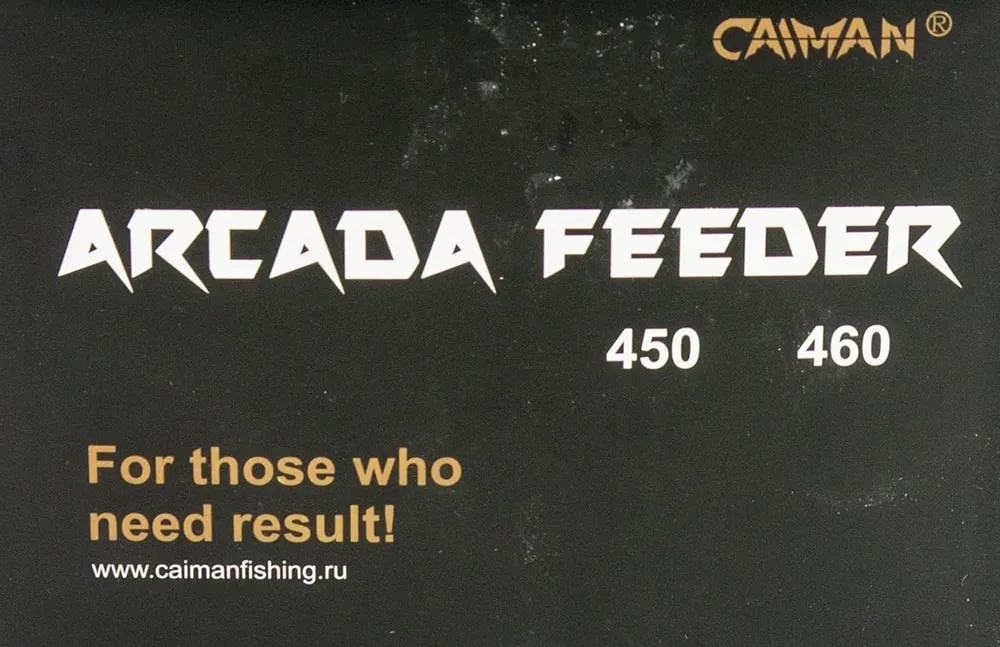 CAIMAN®
ARCADA FEEDER
450 460
For those who
need result!
www.caimanfishing.ru